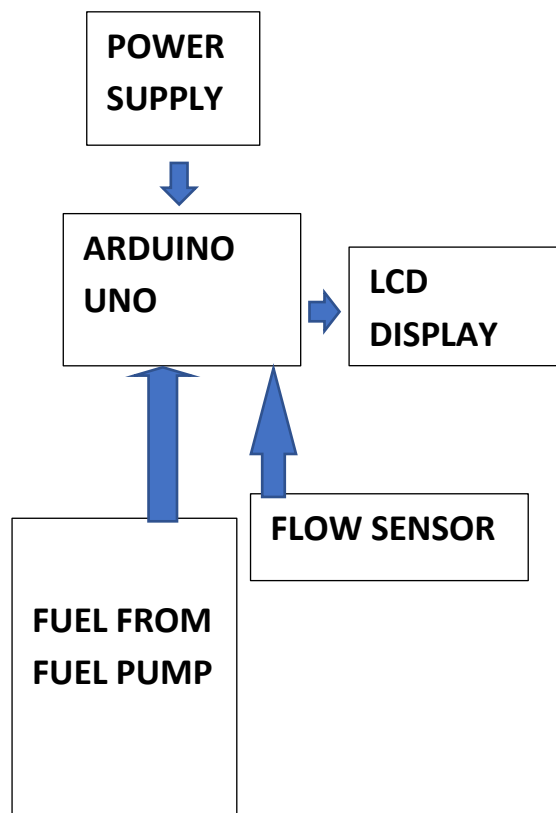 POWER
SUPPLY
ARDUINO
UNO
LCD
DISPLAY
FLOW SENSOR
FUEL FROM
FUEL PUMP